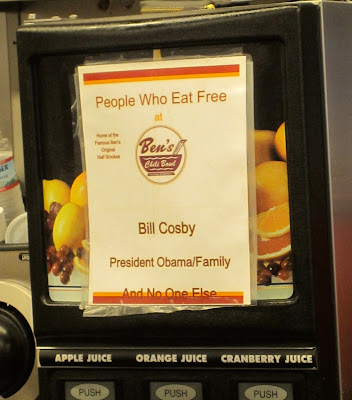 People Who Eat Free
at
Home of the
Famous Ben's
Original
Half Smokes
Ben's
Chili Bowl
Bill Cosby
President Obama/Family
And No One Else
APPLE JUICE ORANGE JUICE CRANBERRY JUICE
PUSH PUSH PUSH